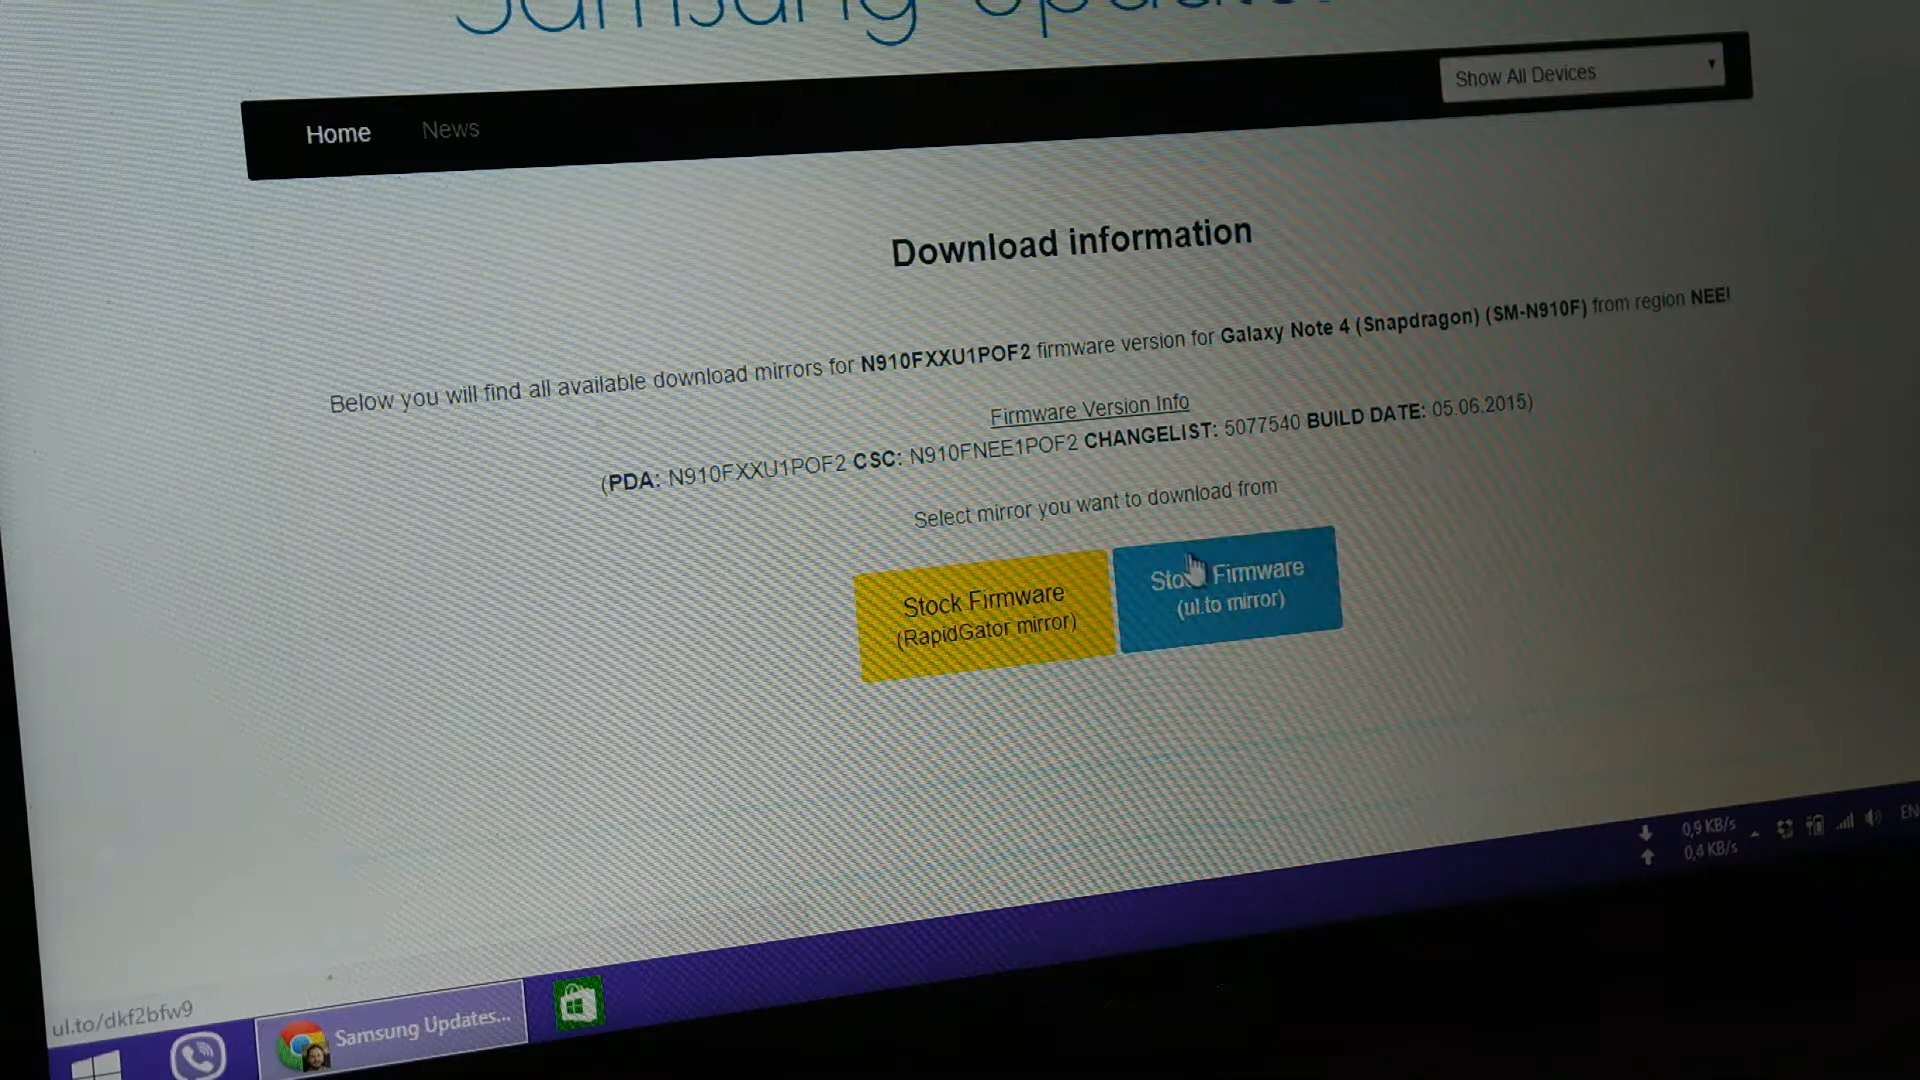 Samsung Updates
Home News Show All Devices
Download information
Below you will find all available download mirrors for N910FXXU1POF2 firmware version for Galaxy Note 4 (Snapdragon) (SM-N910F) from region NEE!
Firmware Version Info
(PDA: N910FXXU1POF2 CSC: N910FNEE1POF2 CHANGELIST: 5077540 BUILD DATE: 05.06.2015)
Select mirror you want to download from
Stock Firmware
(RapidGator mirror)
Stock Firmware
(ul.to mirror)
0,9 KB/s
0,4 KB/s
EN
ul.to/dkf2bfw9
Samsung Updates...